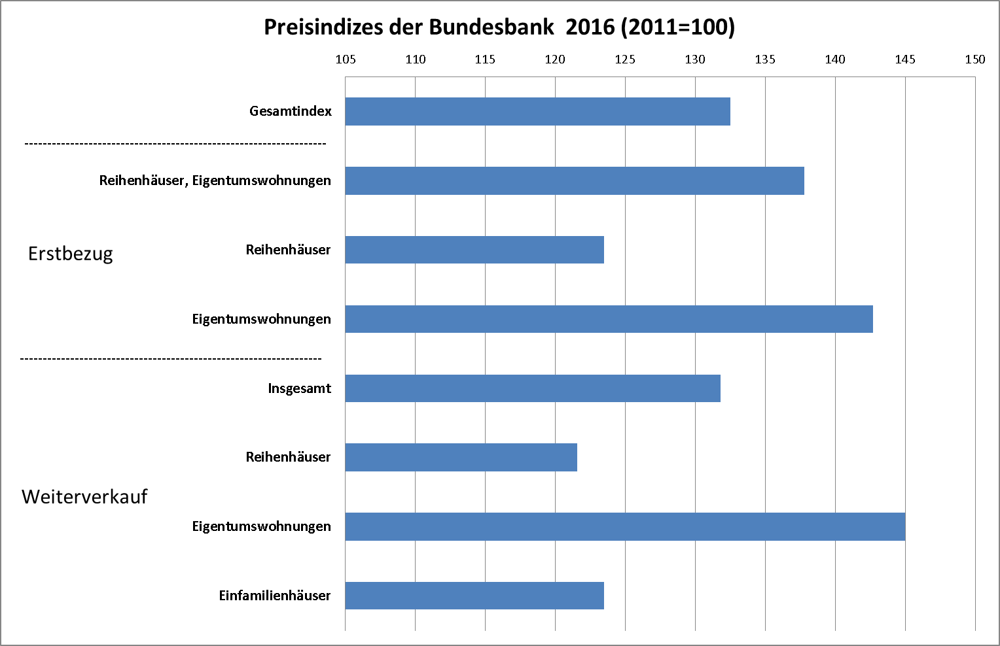 Preisindizes der Bundesbank  2016 (2011=100)
105 110 115 120 125 130 135 140 145 150
Gesamtindex
Reihenhäuser, Eigentumswohnungen
Erstbezug
Reihenhäuser
Eigentumswohnungen
Insgesamt
Reihenhäuser
Weiterverkauf
Eigentumswohnungen
Einfamilienhäuser